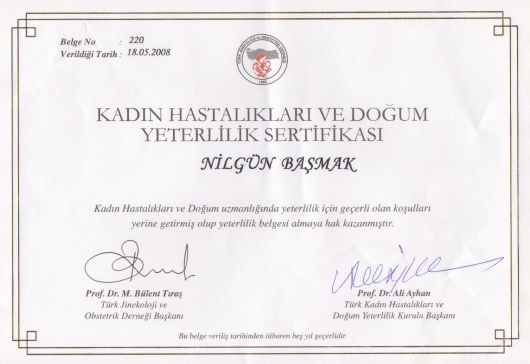 Belge No : 220
Verildiği Tarih : 18.05.2008
KADIN HASTALIKLARI VE DOĞUM
YETERLİLİK SERTİFİKASI
NİLGÜN BAŞMAK
Kadın Hastalıkları ve Doğum uzmanlığında yeterlilik için geçerli olan koşulları
yerine getirmiş olup yeterlilik belgesi almaya hak kazanmıştır.
Prof. Dr. M. Bülent Tıraş
Türk Jinekoloji ve
Obstetrik Derneği Başkanı
Prof. Dr. Ali Ayhan
Türk Kadın Hastalıkları ve
Doğum Yeterlilik Kurulu Başkanı
Bu belge veriliş tarihinden itibaren beş yıl geçerlidir.